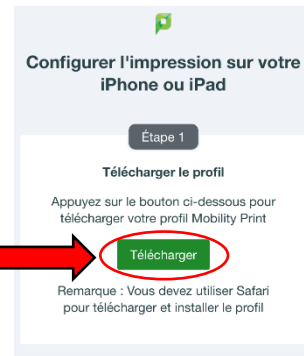 Configurer l'impression sur votre
iPhone ou iPad
Étape 1
Télécharger le profil
Appuyez sur le bouton ci-dessous pour
télécharger votre profil Mobility Print
Télécharger
Remarque : Vous devez utiliser Safari
pour télécharger et installer le profil